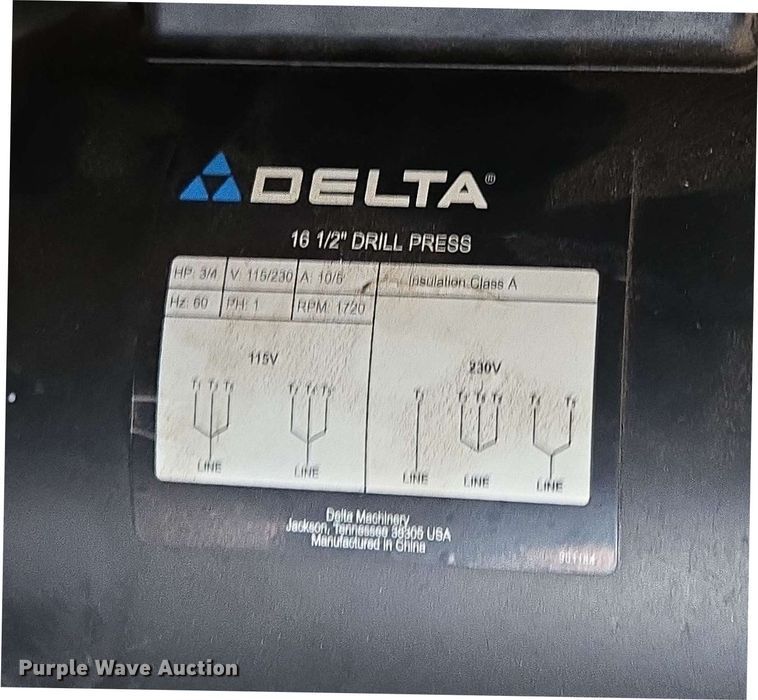 DELTA®
16 1/2" DRILL PRESS
HP: 3/4 V: 115/230 A: 10/5 Insulation Class A
Hz: 60 PH: 1 RPM: 1720
115V
230V
LINE LINE LINE LINE LINE
Delta Machinery
Jackson, Tennessee 38305 USA
Manufactured in China
Purple Wave Auction